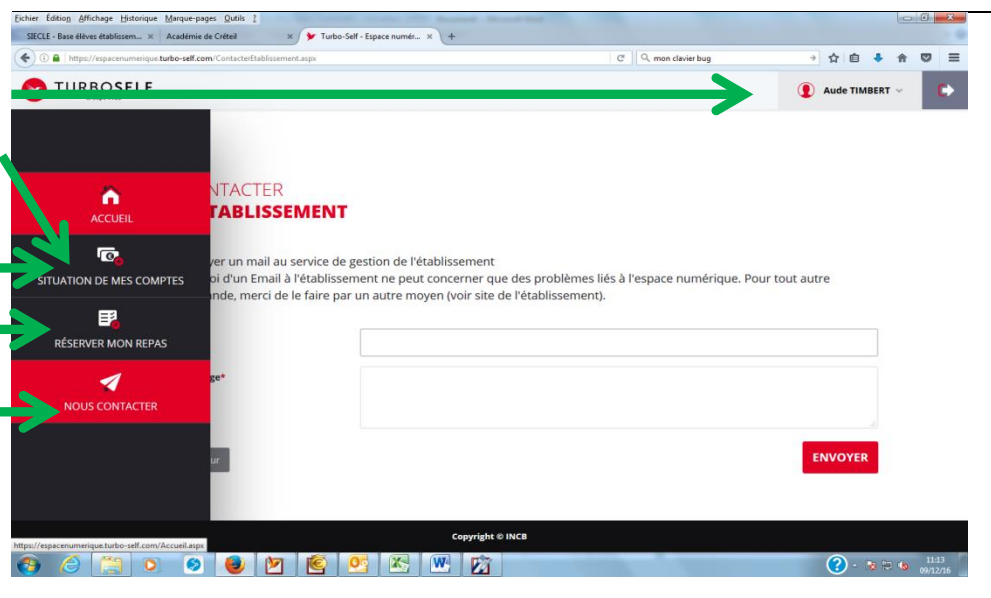 Fichier Édition Affichage Historique Marque-pages Outils ?
SIECLE - Base élèves établissem... × Académie de Créteil × Turbo-Self - Espace numér... × +
https://espacenumerique.turbo-self.com/ContacterEtablissement.aspx mon clavier bug
TURBOSELF
Aude TIMBERT
NTACTER
TABLISSEMENT
ACCUEIL
yer un mail au service de gestion de l'établissement
oi d'un Email à l'établissement ne peut concerner que des problèmes liés à l'espace numérique. Pour tout autre
SITUATION DE MES COMPTES
ande, merci de le faire par un autre moyen (voir site de l'établissement).
RÉSERVER MON REPAS
ge*
NOUS CONTACTER
ur
ENVOYER
Copyright © INCB
https://espacenumerique.turbo-self.com/Accueil.aspx
11:13
09/12/16